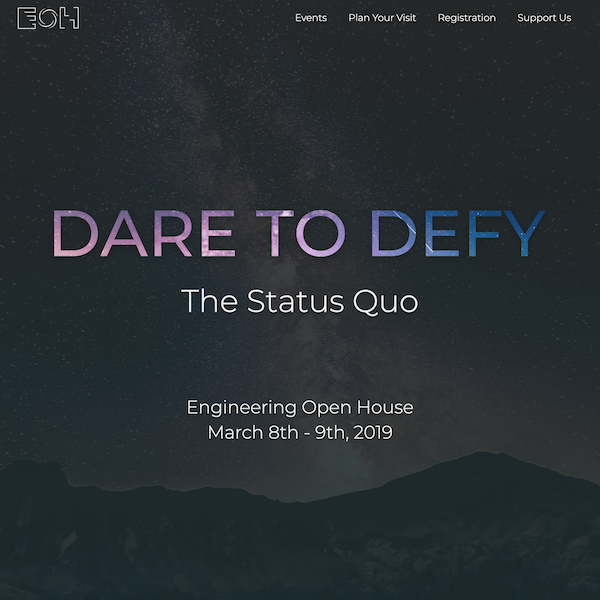 EOH
Events Plan Your Visit Registration Support Us
DARE TO DEFY
The Status Quo
Engineering Open House
March 8th - 9th, 2019